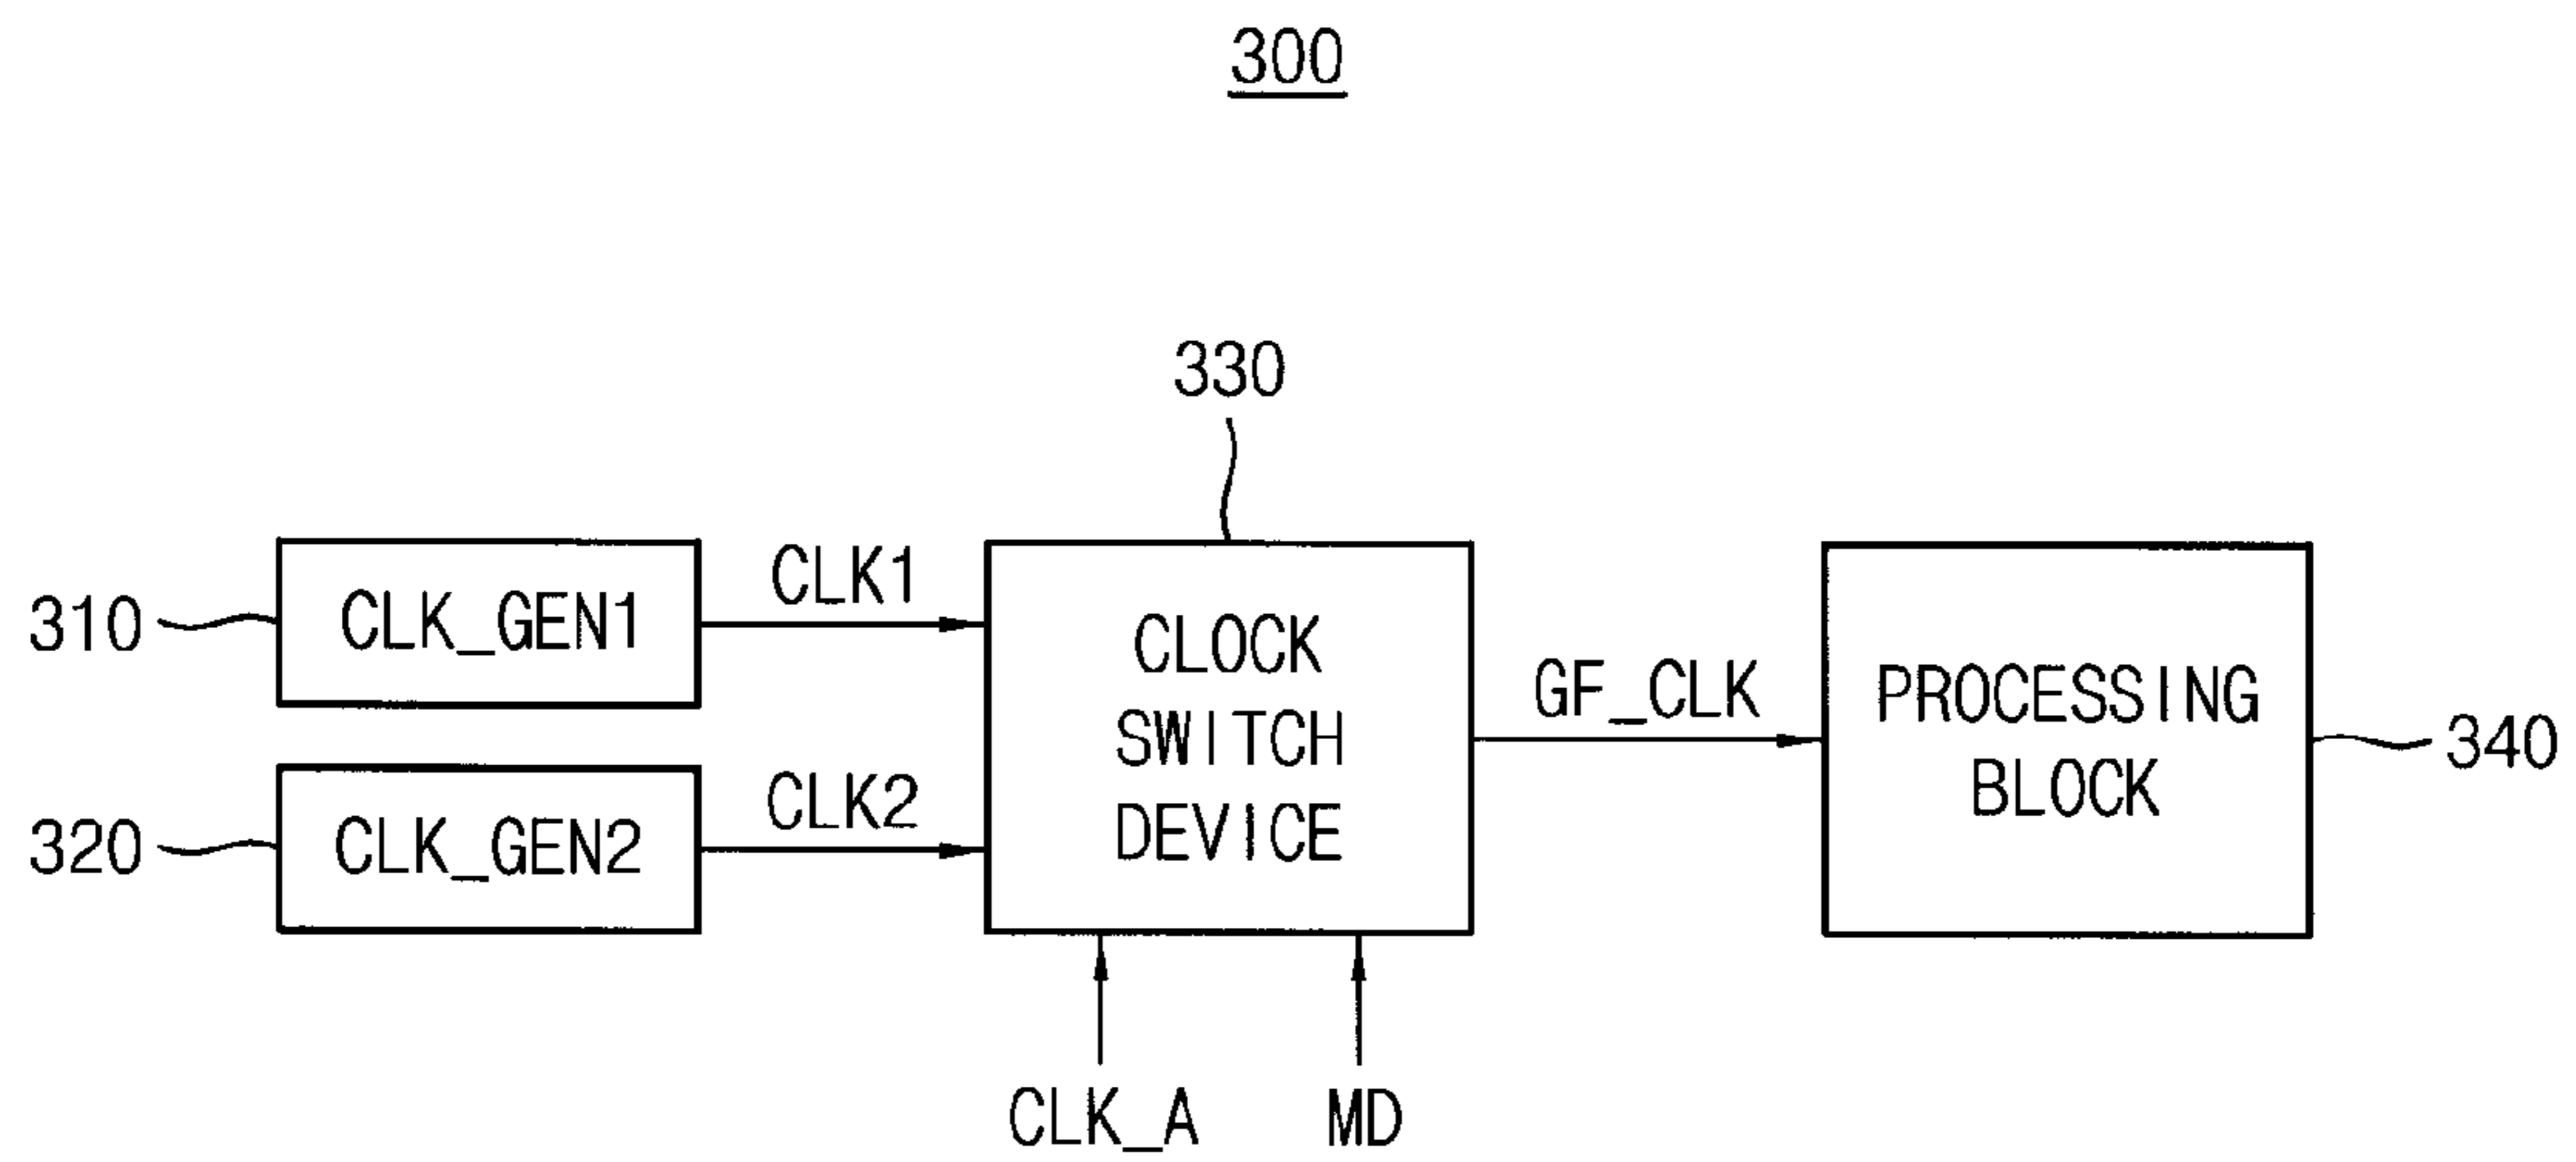 300
330
310
CLK_GEN1
CLK1
CLOCK
SWITCH
DEVICE
GF_CLK
PROCESSING
BLOCK
340
320
CLK_GEN2
CLK2
CLK_A
MD